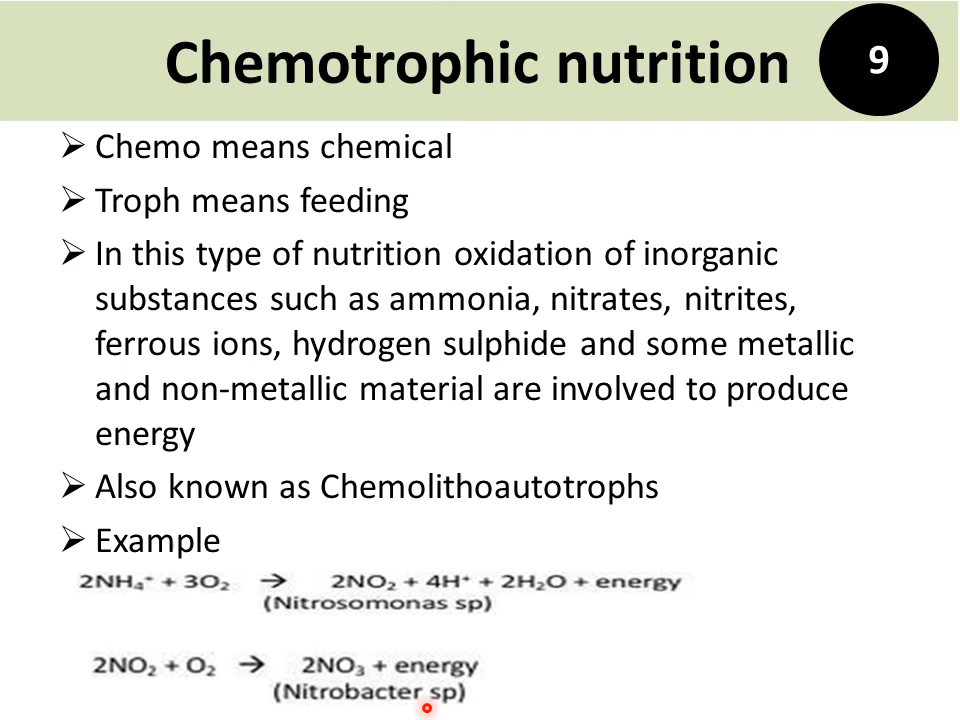 Chemotrophic nutrition
9
➢ Chemo means chemical
➢ Troph means feeding
➢ In this type of nutrition oxidation of inorganic
substances such as ammonia, nitrates, nitrites,
ferrous ions, hydrogen sulphide and some metallic
and non-metallic material are involved to produce
energy
➢ Also known as Chemolithoautotrophs
➢ Example
2NH₄⁺ + 3O₂ → 2NO₂ + 4H⁺ + 2H₂O + energy
(Nitrosomonas sp)
2NO₂ + O₂ → 2NO₃ + energy
(Nitrobacter sp)